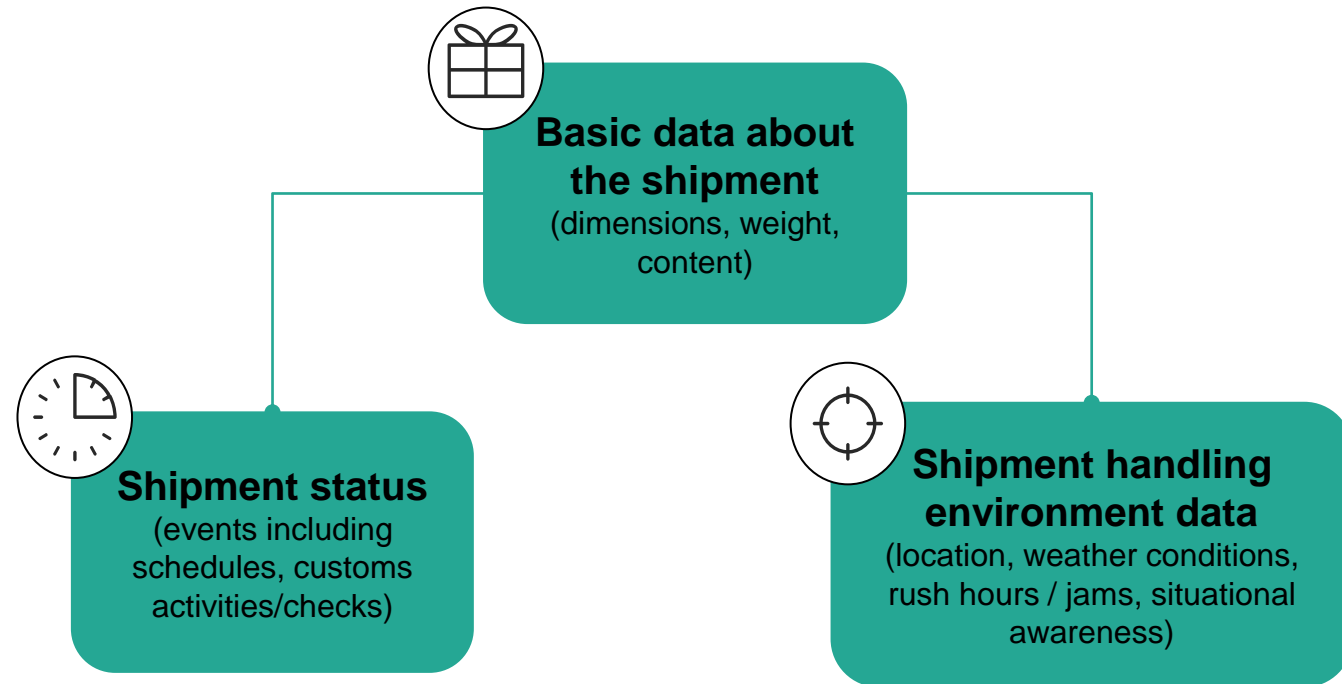 Basic data about
the shipment
(dimensions, weight,
content)
Shipment status
(events including
schedules, customs
activities/checks)
Shipment handling
environment data
(location, weather conditions,
rush hours / jams, situational
awareness)